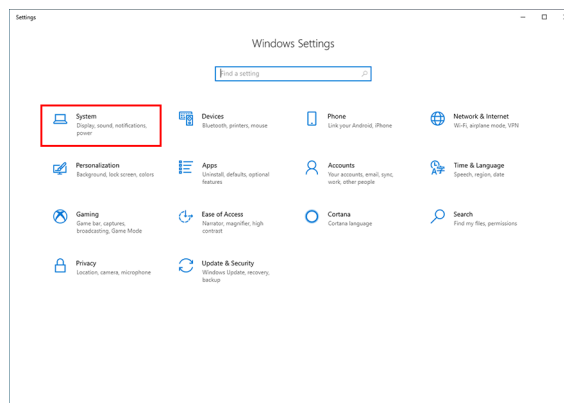 Settings
Windows Settings
Find a setting
System
Display, sound, notifications,
power
Devices
Bluetooth, printers, mouse
Phone
Link your Android, iPhone
Network & Internet
Wi-Fi, airplane mode, VPN
Personalization
Background, lock screen, colors
Apps
Uninstall, defaults, optional
features
Accounts
Your accounts, email, sync,
work, other people
Time & Language
Speech, region, date
Gaming
Game bar, captures,
broadcasting, Game Mode
Ease of Access
Narrator, magnifier, high
contrast
Cortana
Cortana language
Search
Find my files, permissions
Privacy
Location, camera, microphone
Update & Security
Windows Update, recovery,
backup